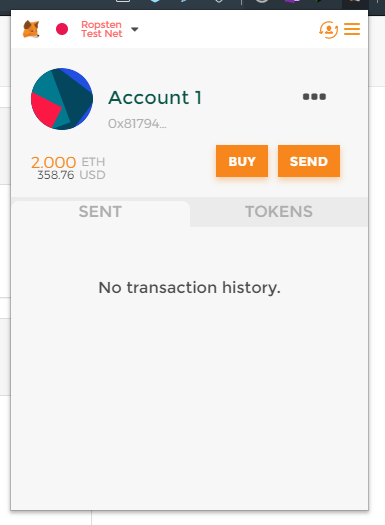 Ropsten
Test Net
Account 1
0x81794...
2.000 ETH
358.76 USD
BUY
SEND
SENT
TOKENS
No transaction history.